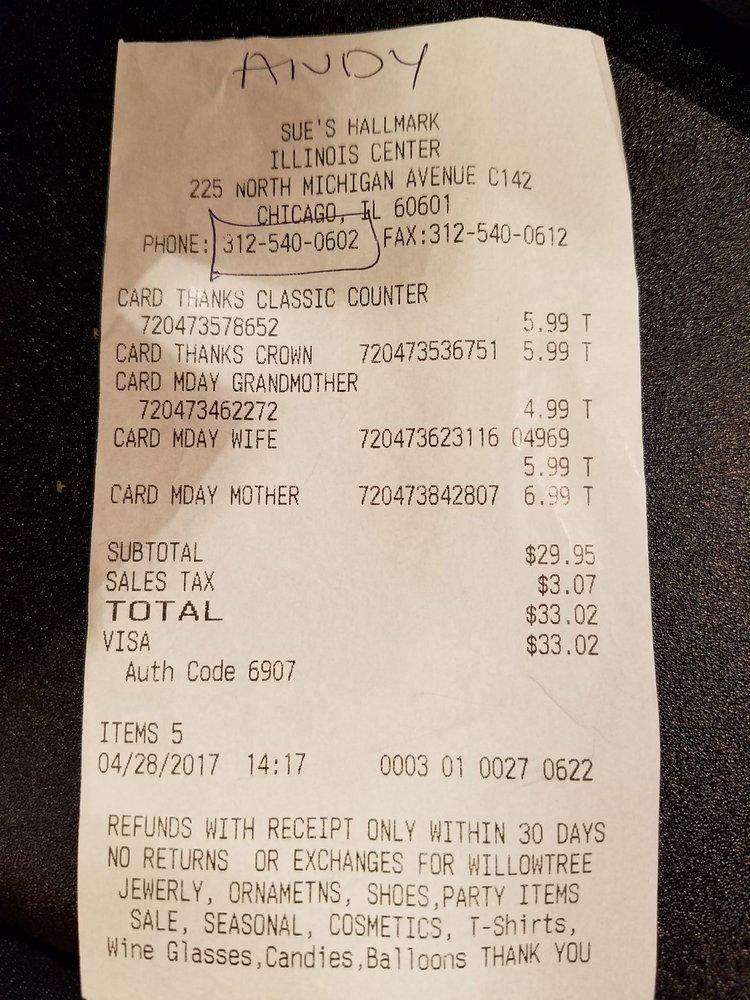 ANDY
SUE'S HALLMARK
ILLINOIS CENTER
225 NORTH MICHIGAN AVENUE C142
CHICAGO, IL 60601
PHONE: 312-540-0602 FAX:312-540-0612
CARD THANKS CLASSIC COUNTER
720473578652 5.99 T
CARD THANKS CROWN 720473536751 5.99 T
CARD MDAY GRANDMOTHER
720473462272 4.99 T
CARD MDAY WIFE 720473623116 04969
5.99 T
CARD MDAY MOTHER 720473842807 6.99 T
SUBTOTAL $29.95
SALES TAX $3.07
TOTAL $33.02
VISA $33.02
Auth Code 6907
ITEMS 5
04/28/2017 14:17 0003 01 0027 0622
REFUNDS WITH RECEIPT ONLY WITHIN 30 DAYS
NO RETURNS OR EXCHANGES FOR WILLOWTREE
JEWERLY, ORNAMETNS, SHOES,PARTY ITEMS
SALE, SEASONAL, COSMETICS, T-Shirts,
Wine Glasses,Candies,Balloons THANK YOU